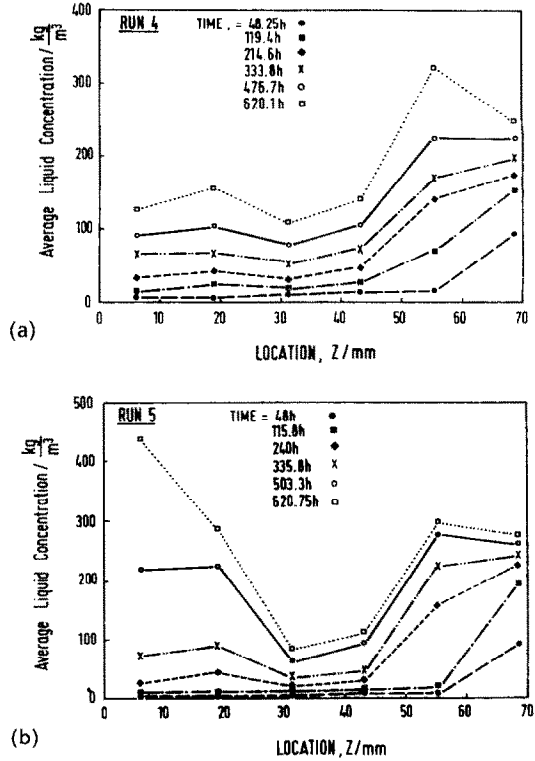 400
RUN 4
TIME , = 48.25h
119.4h
214.6h
333.8h
476.7h
620.1h
300
200
100
0
Average Liquid Concentration / kg/m³
0 10 20 30 40 50 60 70
(a)
LOCATION, Z/mm
500
RUN 5
TIME = 48h
115.8h
240h
335.8h
503.3h
620.75h
400
300
200
100
0
Average Liquid Concentration / kg/m³
0 10 19 30 40 50 60 70
(b)
LOCATION, Z/mm